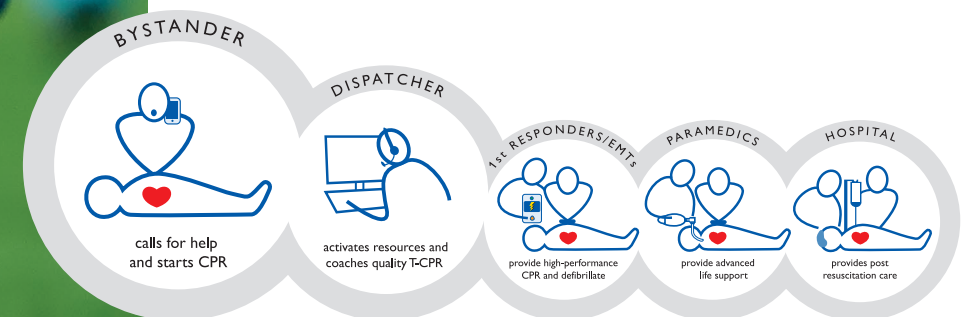 BYSTANDER
calls for help
and starts CPR
DISPATCHER
activates resources and
coaches quality T-CPR
1st RESPONDERS/EMTs
provide high-performance
CPR and defibrillate
PARAMEDICS
provide advanced
life support
HOSPITAL
provides post
resuscitation care